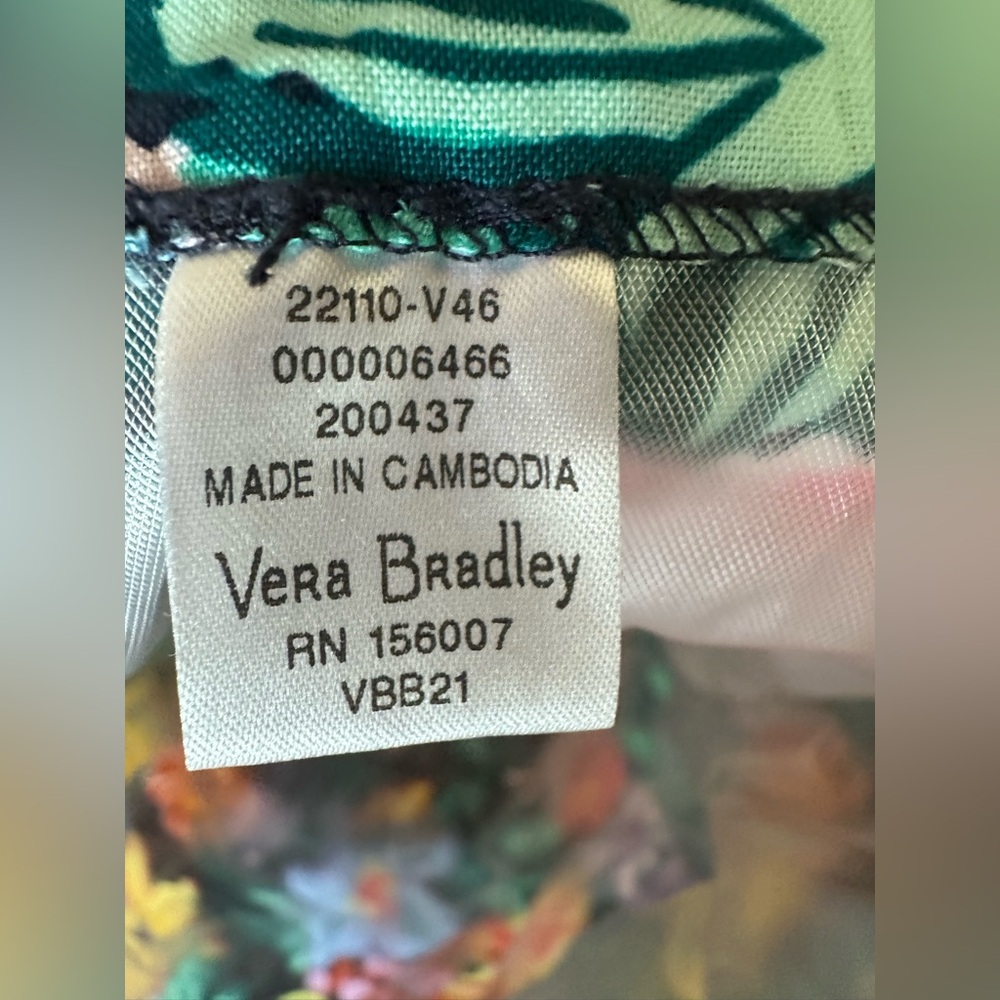 22110-V46
000006466
200437
MADE IN CAMBODIA
Vera Bradley
RN 156007
VBB21